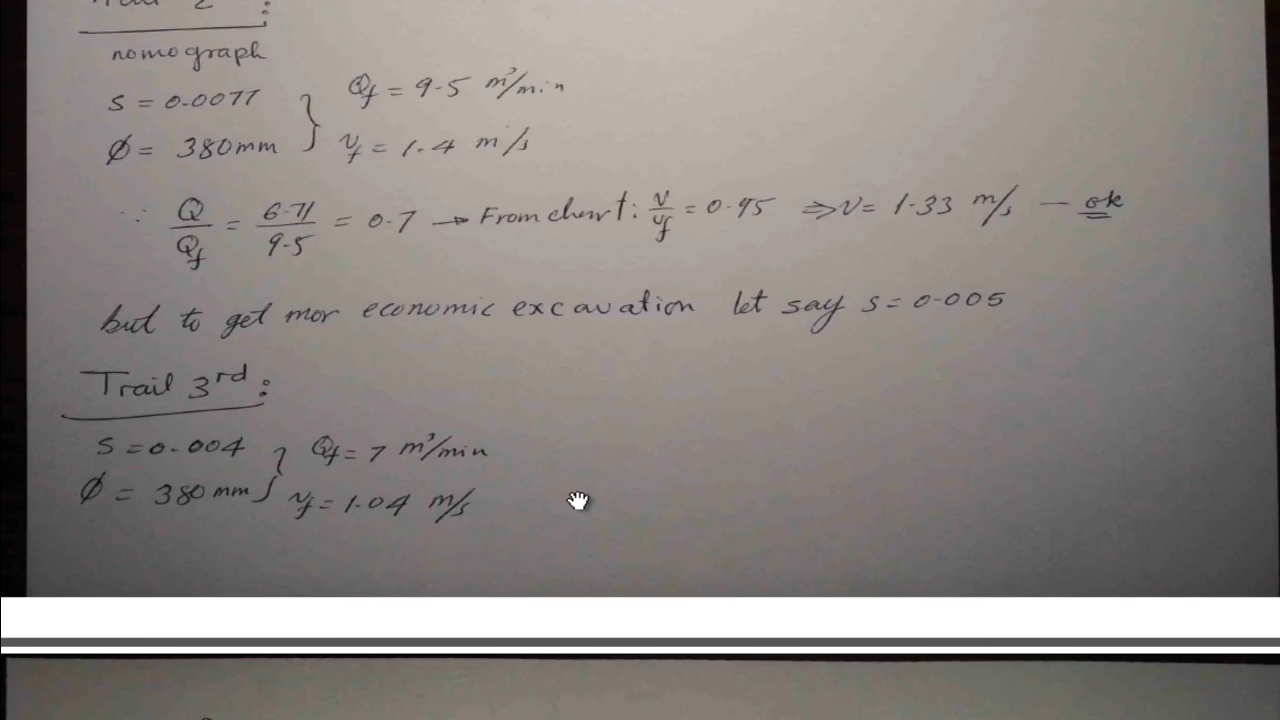 Trail 2 :
nomograph
S = 0.0077 } Qf = 9.5 m³/min
Ø = 380mm } vf = 1.4 m/s
∴ Q/Qf = 6.71/9.5 = 0.7 → From chart: v/vf = 0.95 ⇒ v = 1.33 m/s — ok
but to get mor economic excavation let say S = 0.005
Trail 3rd :
S = 0.004 } Qf = 7 m³/min
Ø = 380 mm } vf = 1.04 m/s